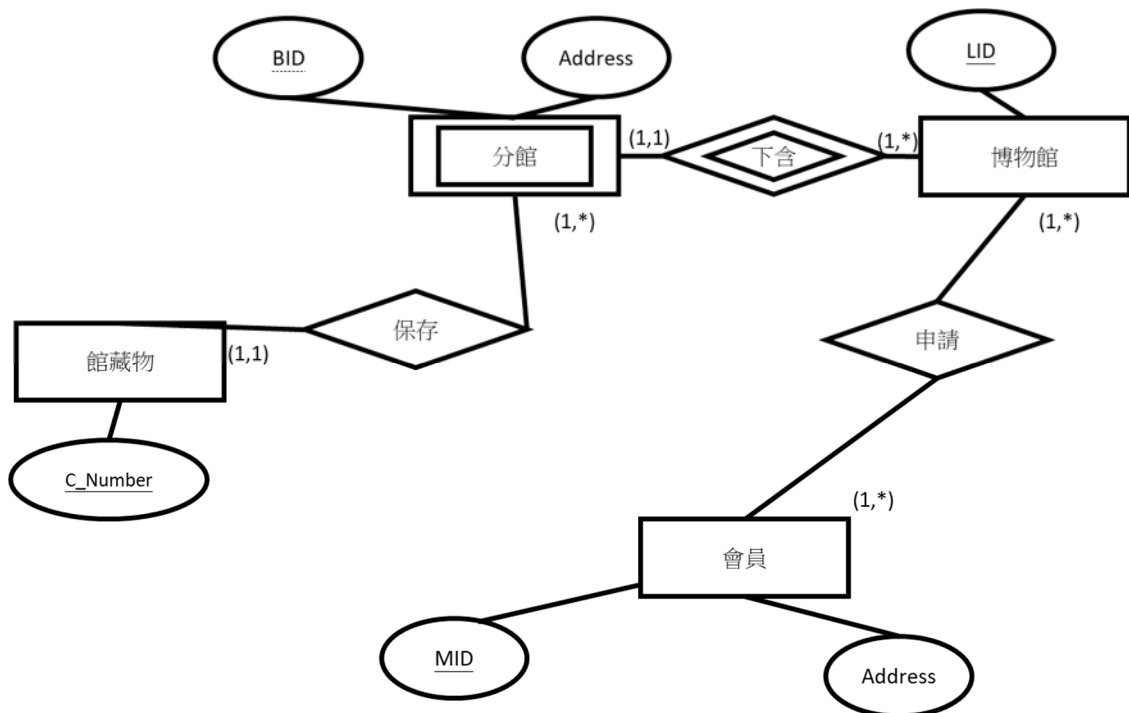 BID
Address
LID
分館
(1,1)
下含
(1,*)
博物館
(1,*)
(1,*)
保存
申請
館藏物
(1,1)
C_Number
(1,*)
會員
MID
Address